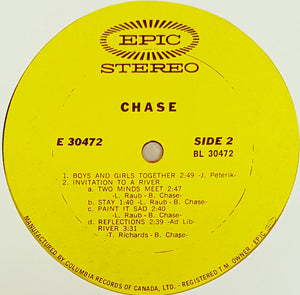 EPIC
STEREO
CHASE
E 30472 SIDE 2
BL 30472
1. BOYS AND GIRLS TOGETHER 2:49 -J. Peterik-
2. INVITATION TO A RIVER
a. TWO MINDS MEET 2:47
-L. Raub - B. Chase-
b. STAY 1:40 -L. Raub - B. Chase-
c. PAINT IT SAD 2:40
-L. Raub - B. Chase-
d. REFLECTIONS 2:39 -Ad Lib-
RIVER 3:31
-T. Richards - B. Chase-
MANUFACTURED BY COLUMBIA RECORDS OF CANADA, LTD. - REGISTERED T.M. OWNER, EPIC